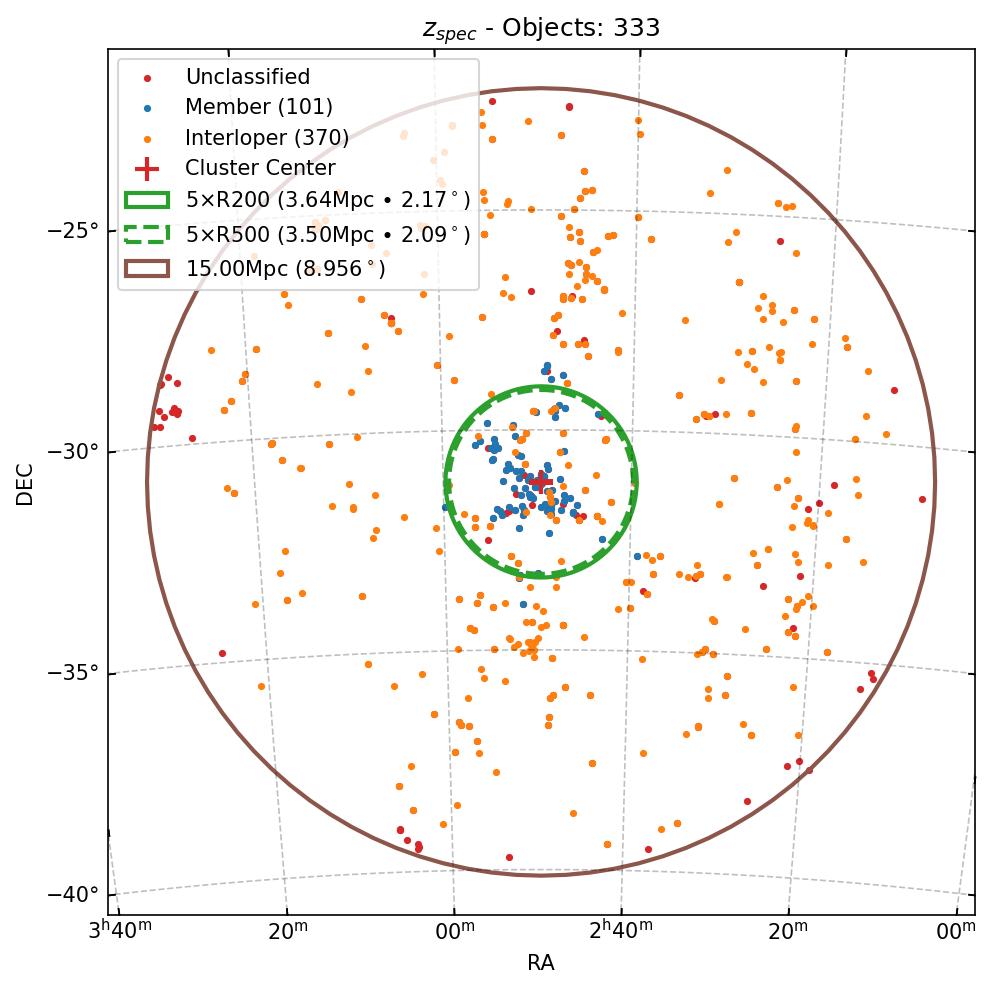 z_spec - Objects: 333
Unclassified
Member (101)
Interloper (370)
Cluster Center
5×R200 (3.64Mpc • 2.17°)
5×R500 (3.50Mpc • 2.09°)
15.00Mpc (8.956°)
DEC
−25°
−30°
−35°
−40°
3h40m 20m 00m 2h40m 20m 00m
RA